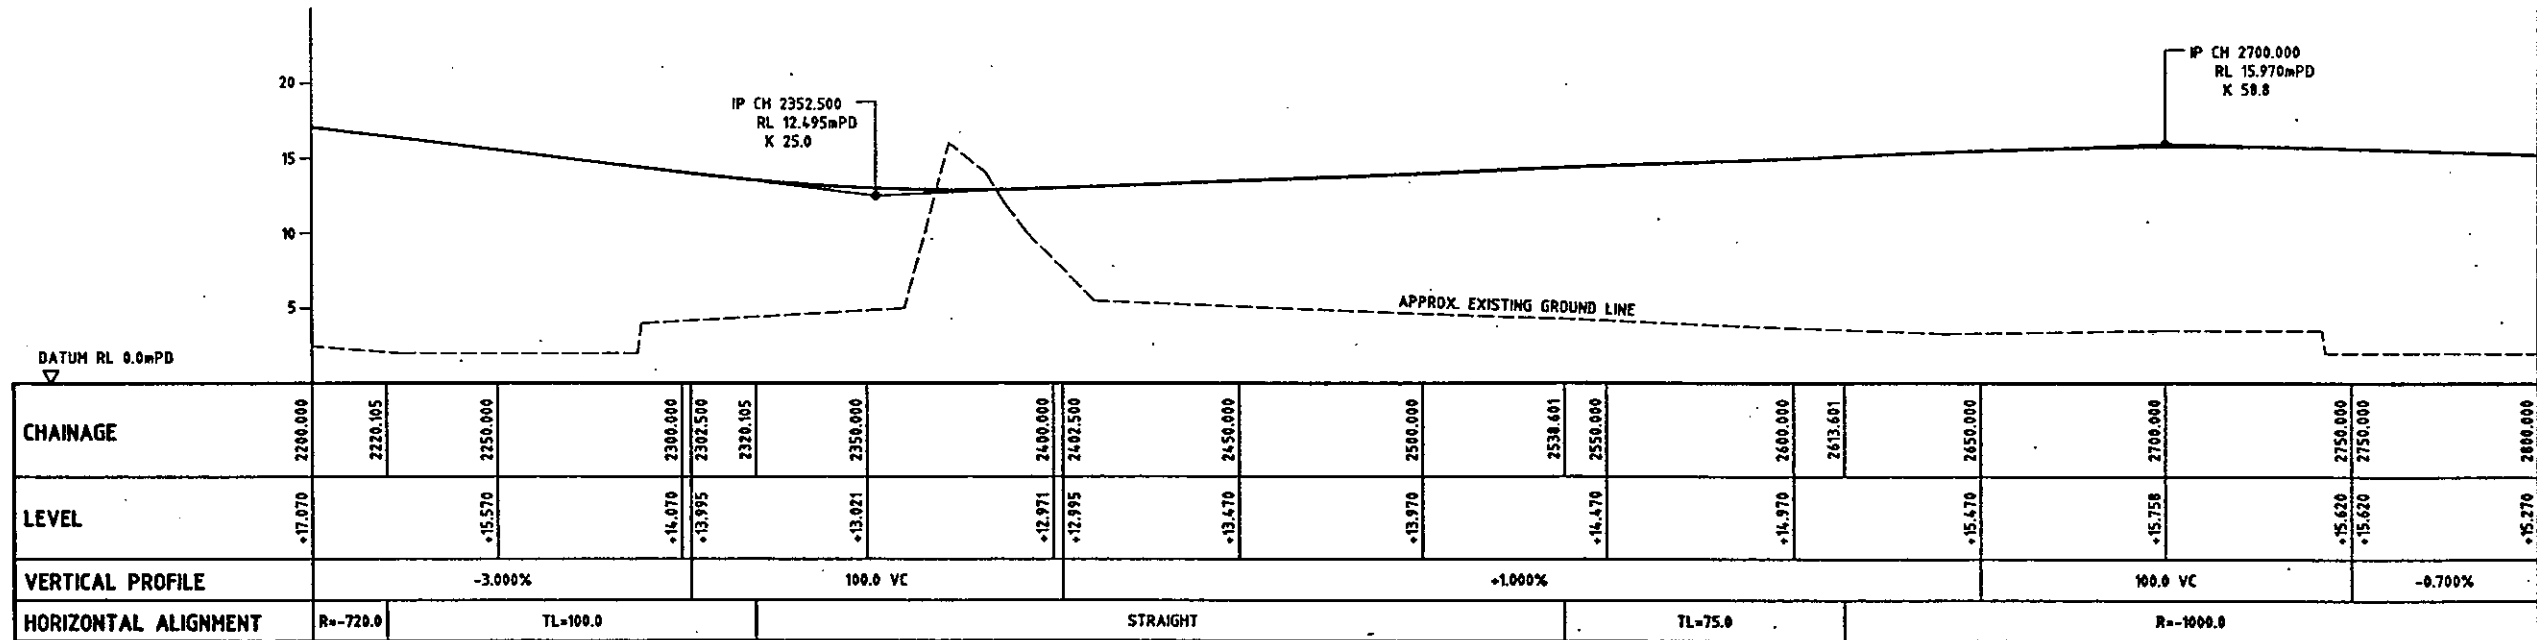 20
15
10
5
IP CH 2352.500
RL 12.495mPD
K 25.0
IP CH 2700.000
RL 15.970mPD
K 58.8
APPROX. EXISTING GROUND LINE
DATUM RL 0.0mPD
CHAINAGE 2200.000 2220.105 2250.000 2300.000 2302.500 2320.105 2350.000 2400.000 2402.500 2450.000 2500.000 2538.601 2550.000 2600.000 2613.601 2650.000 2700.000 2750.000 2750.000 2800.000
LEVEL +17.070 +15.570 +14.070 +13.995 +13.021 +12.971 +12.995 +13.470 +13.970 +14.470 +14.970 +15.470 +15.758 +15.620 +15.620 +15.270
VERTICAL PROFILE -3.000% 100.0 VC +1.000% 100.0 VC -0.700%
HORIZONTAL ALIGNMENT R=-720.0 TL=100.0 STRAIGHT TL=75.0 R=-1000.0